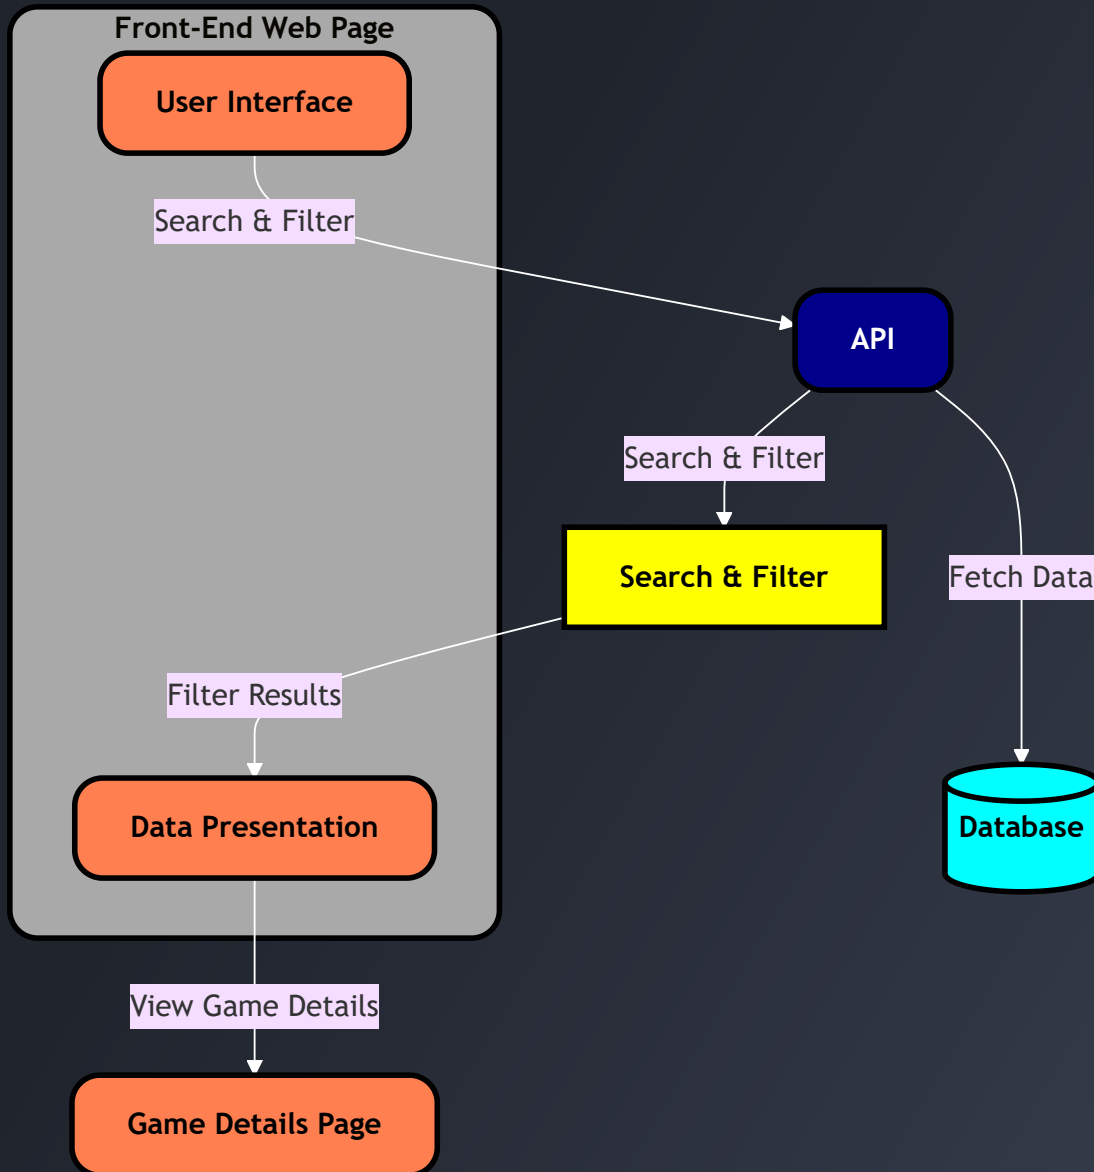 Front-End Web Page
User Interface
Search & Filter
API
Search & Filter
Search & Filter
Fetch Data
Filter Results
Data Presentation
Database
View Game Details
Game Details Page